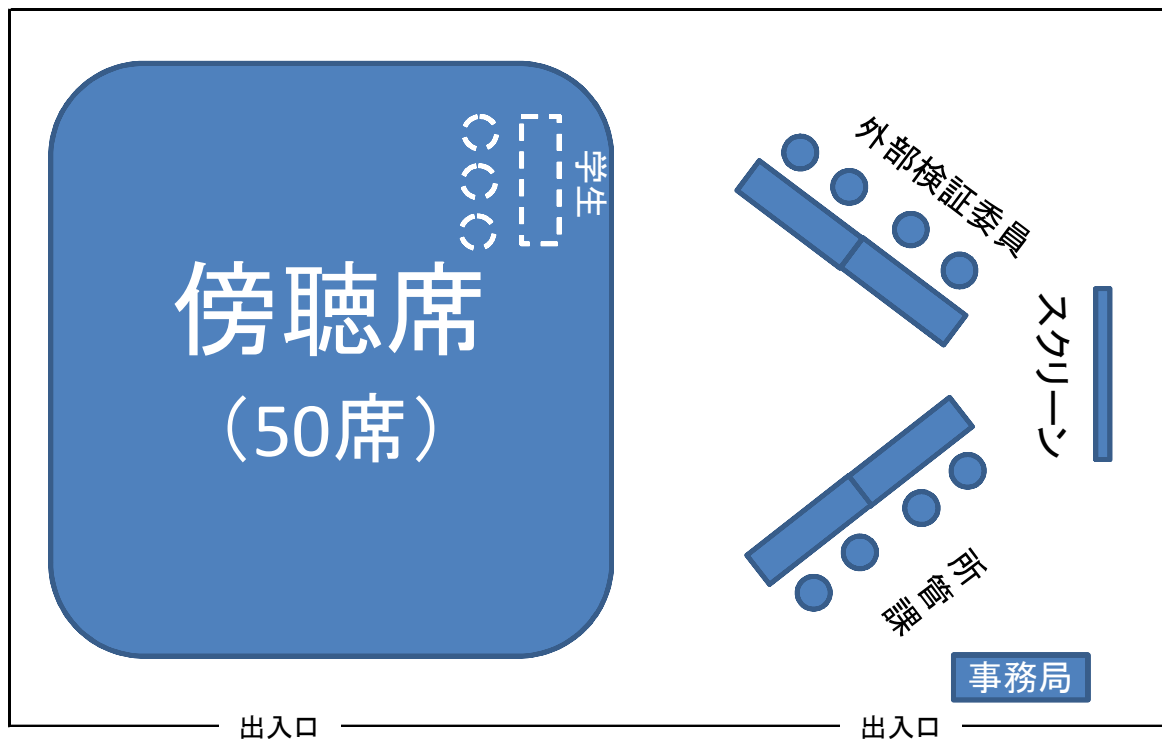 学生
傍聴席
（50席）
外部検証委員
スクリーン
所管課
事務局
出入口
出入口